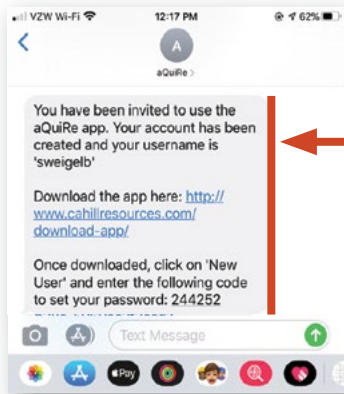 VZW Wi-Fi 12:17 PM 62%
A
aQuiRe >
You have been invited to use the
aQuiRe app. Your account has been
created and your username is
'sweigelb'
Download the app here: http://
www.cahillresources.com/
download-app/
Once downloaded, click on 'New
User' and enter the following code
to set your password: 244252
Text Message
Pay